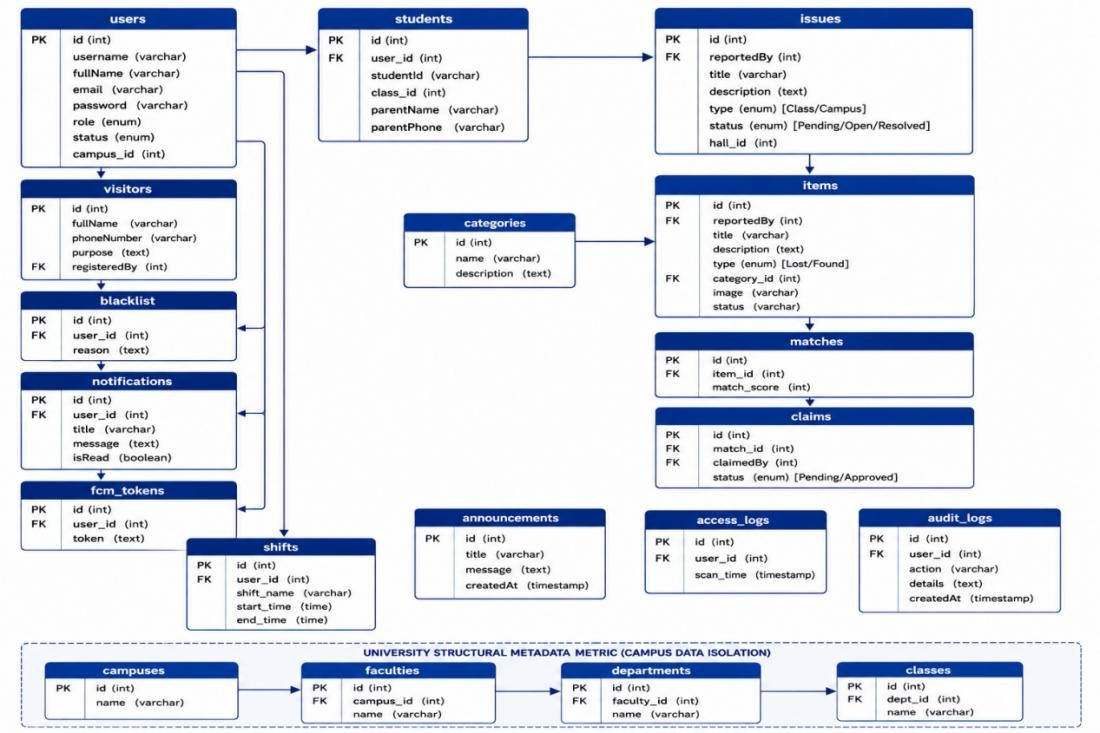 users
PK id (int)
username (varchar)
fullName (varchar)
email (varchar)
password (varchar)
role (enum)
status (enum)
campus_id (int)
students
PK id (int)
FK user_id (int)
studentId (varchar)
class_id (int)
parentName (varchar)
parentPhone (varchar)
issues
PK id (int)
FK reportedBy (int)
title (varchar)
description (text)
type (enum) [Class/Campus]
status (enum) [Pending/Open/Resolved]
hall_id (int)
visitors
PK id (int)
fullName (varchar)
phoneNumber (varchar)
purpose (text)
FK registeredBy (int)
categories
PK id (int)
name (varchar)
description (text)
items
PK id (int)
FK reportedBy (int)
title (varchar)
description (text)
type (enum) [Lost/Found]
FK category_id (int)
image (varchar)
status (varchar)
blacklist
PK id (int)
FK user_id (int)
reason (text)
matches
PK id (int)
FK item_id (int)
match_score (int)
notifications
PK id (int)
FK user_id (int)
title (varchar)
message (text)
isRead (boolean)
claims
PK id (int)
FK match_id (int)
FK claimedBy (int)
status (enum) [Pending/Approved]
fcm_tokens
PK id (int)
FK user_id (int)
token (text)
shifts
PK id (int)
FK user_id (int)
shift_name (varchar)
start_time (time)
end_time (time)
announcements
PK id (int)
title (varchar)
message (text)
createdAt (timestamp)
access_logs
PK id (int)
FK user_id (int)
scan_time (timestamp)
audit_logs
PK id (int)
FK user_id (int)
action (varchar)
details (text)
createdAt (timestamp)
UNIVERSITY STRUCTURAL METADATA METRIC (CAMPUS DATA ISOLATION)
campuses
PK id (int)
name (varchar)
faculties
PK id (int)
FK campus_id (int)
name (varchar)
departments
PK id (int)
FK faculty_id (int)
name (varchar)
classes
PK id (int)
FK dept_id (int)
name (varchar)